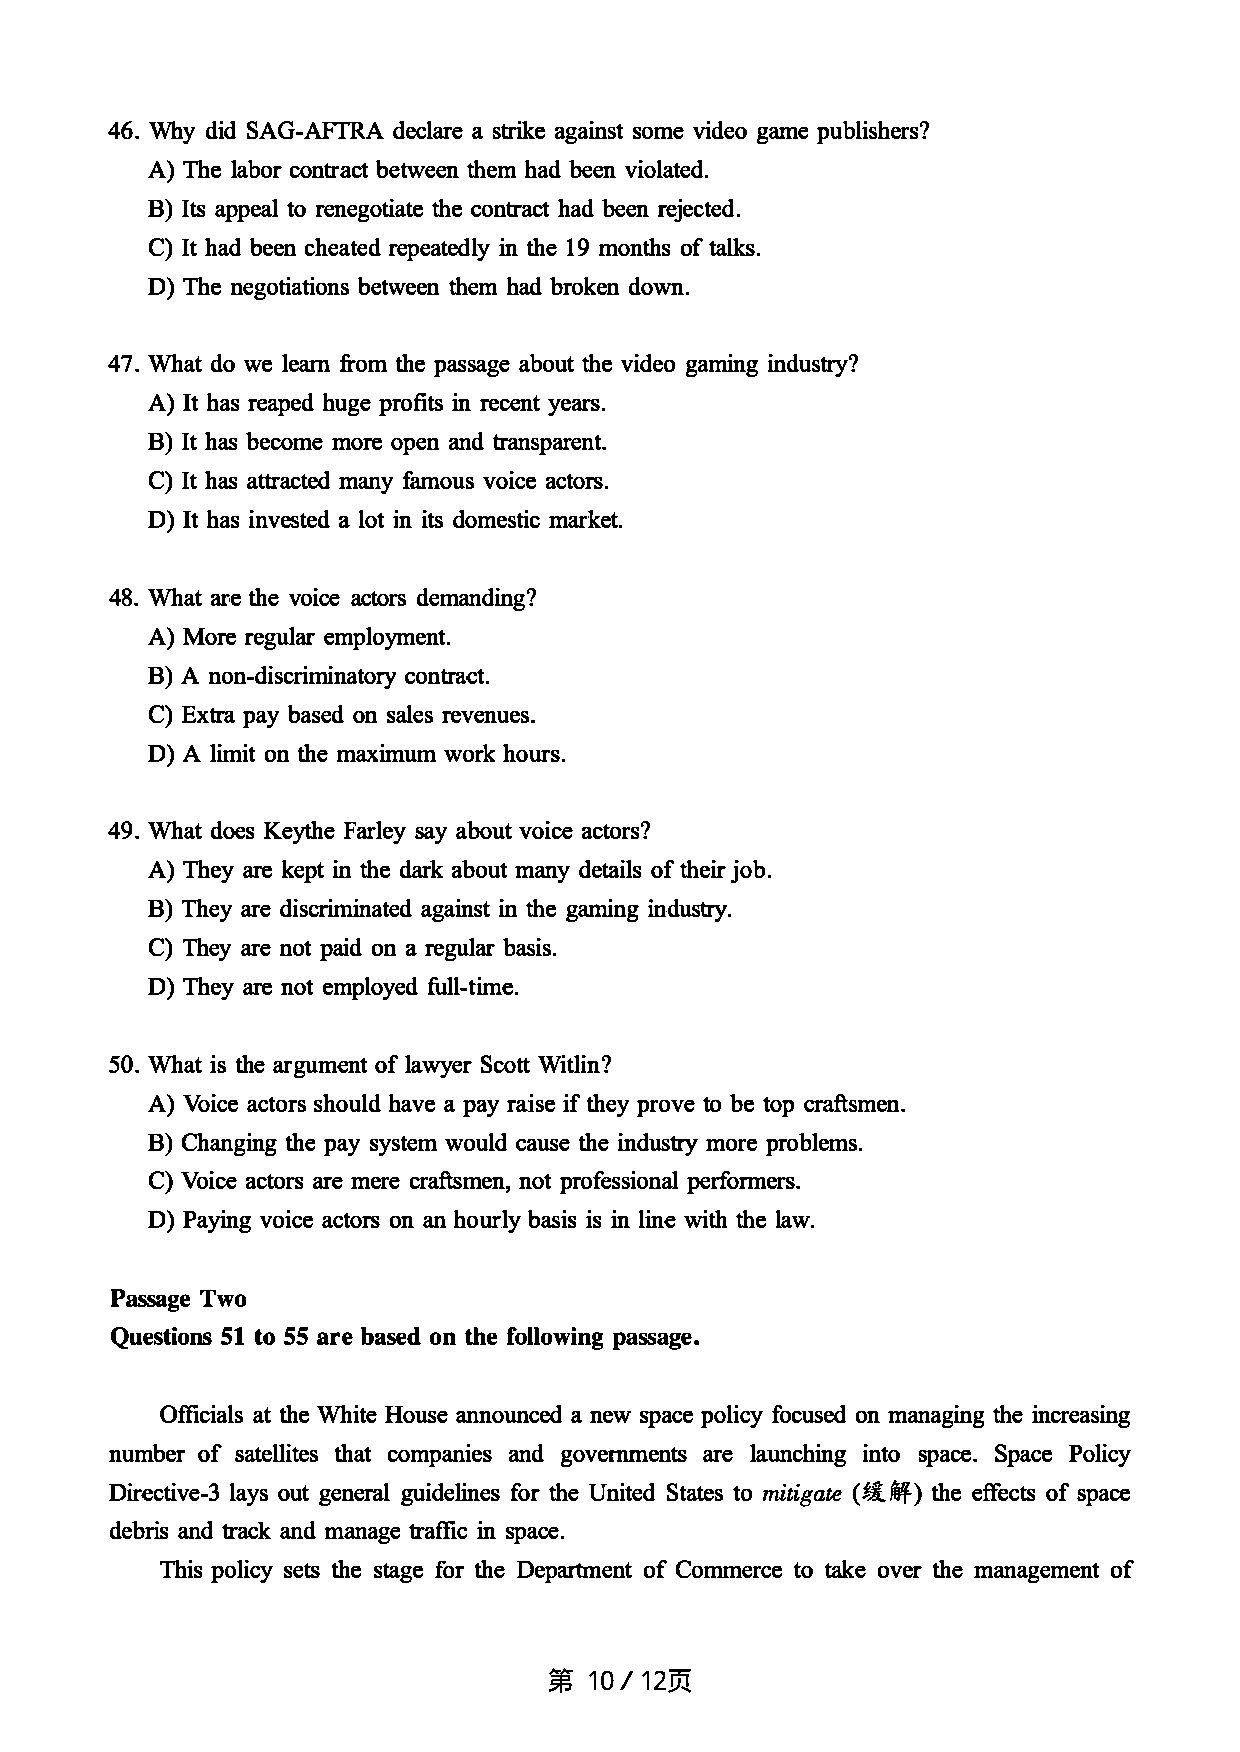 46. Why did SAG-AFTRA declare a strike against some video game publishers?
A) The labor contract between them had been violated.
B) Its appeal to renegotiate the contract had been rejected.
C) It had been cheated repeatedly in the 19 months of talks.
D) The negotiations between them had broken down.
47. What do we learn from the passage about the video gaming industry?
A) It has reaped huge profits in recent years.
B) It has become more open and transparent.
C) It has attracted many famous voice actors.
D) It has invested a lot in its domestic market.
48. What are the voice actors demanding?
A) More regular employment.
B) A non-discriminatory contract.
C) Extra pay based on sales revenues.
D) A limit on the maximum work hours.
49. What does Keythe Farley say about voice actors?
A) They are kept in the dark about many details of their job.
B) They are discriminated against in the gaming industry.
C) They are not paid on a regular basis.
D) They are not employed full-time.
50. What is the argument of lawyer Scott Witlin?
A) Voice actors should have a pay raise if they prove to be top craftsmen.
B) Changing the pay system would cause the industry more problems.
C) Voice actors are mere craftsmen, not professional performers.
D) Paying voice actors on an hourly basis is in line with the law.
Passage Two
Questions 51 to 55 are based on the following passage.
Officials at the White House announced a new space policy focused on managing the increasing
number of satellites that companies and governments are launching into space. Space Policy
Directive-3 lays out general guidelines for the United States to mitigate (缓解) the effects of space
debris and track and manage traffic in space.
This policy sets the stage for the Department of Commerce to take over the management of
第 10 / 12页